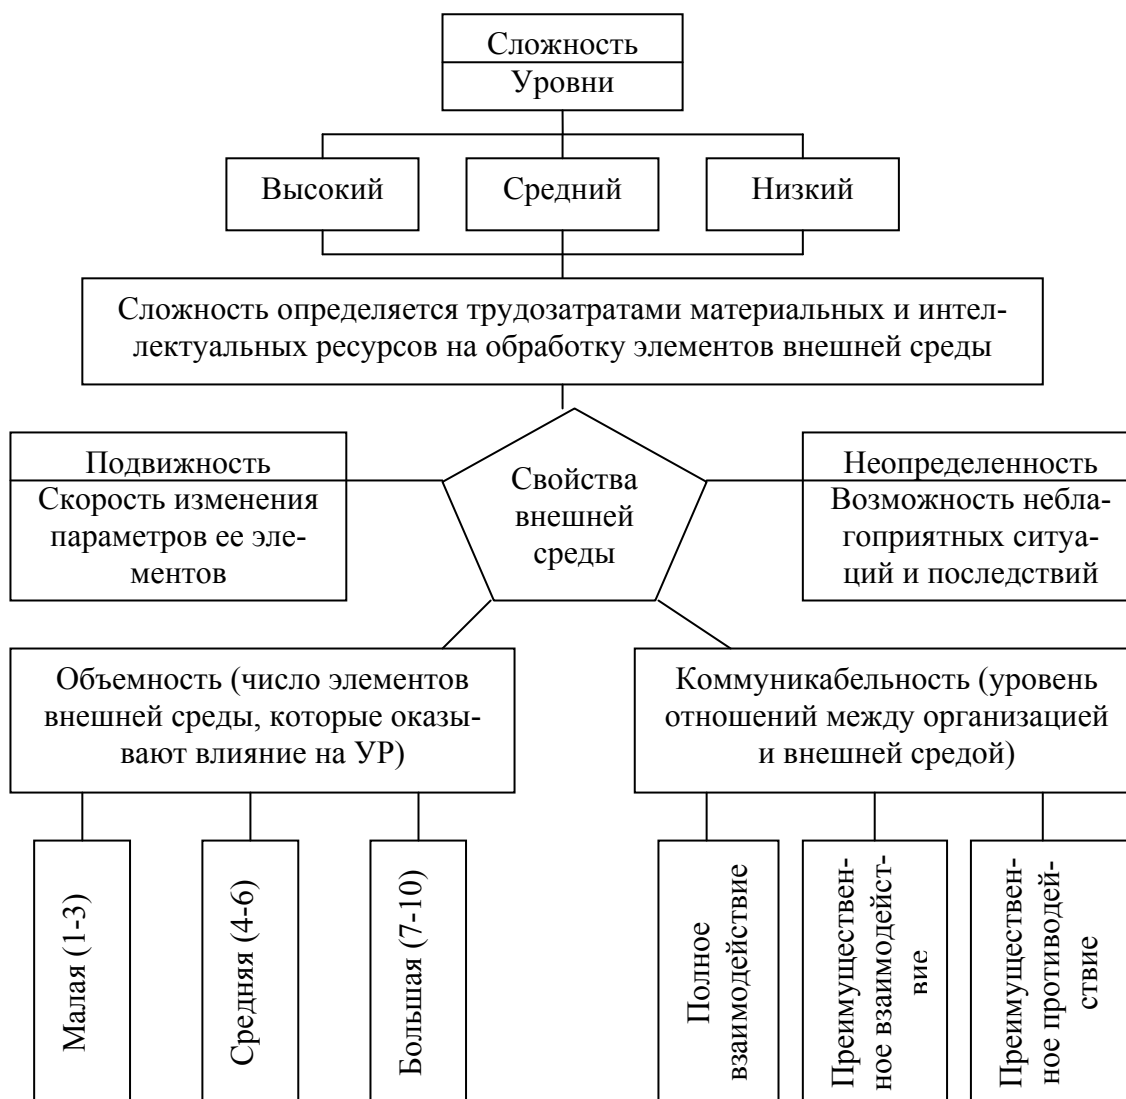 Сложность
Уровни
Высокий
Средний
Низкий
Сложность определяется трудозатратами материальных и интел-
лектуальных ресурсов на обработку элементов внешней среды
Подвижность
Скорость изменения
параметров ее эле-
ментов
Свойства
внешней
среды
Неопределенность
Возможность небла-
гоприятных ситуа-
ций и последствий
Объемность (число элементов
внешней среды, которые оказы-
вают влияние на УР)
Коммуникабельность (уровень
отношений между организацией
и внешней средой)
Малая (1-3)
Средняя (4-6)
Большая (7-10)
Полное
взаимодействие
Преимуществен-
ное взаимодейст-
вие
Преимуществен-
ное противодей-
ствие